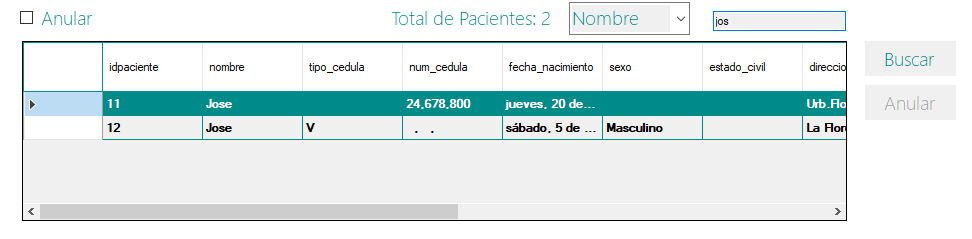 Anular Total de Pacientes: 2 Nombre jos
idpaciente nombre tipo_cedula num_cedula fecha_nacimiento sexo estado_civil direccio
11 Jose 24,678,800 jueves, 20 de... Urb.Flo
12 Jose V . . sábado, 5 de ... Masculino La Flor
Buscar
Anular